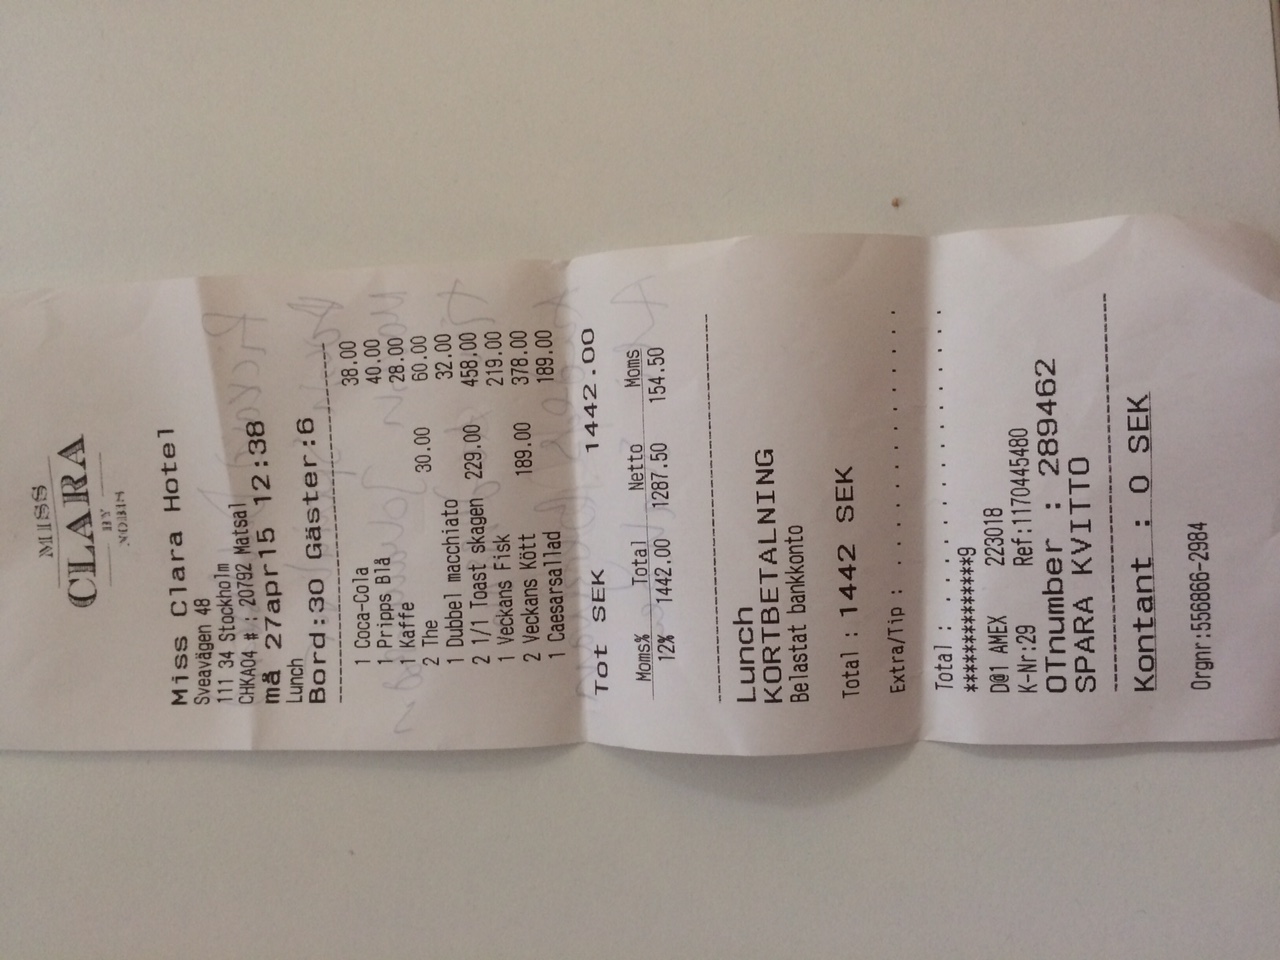 MISS
CLARA
BY
NOBIS
Miss Clara Hotel
Sveavägen 48
111 34 Stockholm
CHKA04 # : 20792 Matsal
må 27apr15 12:38
Lunch
Bord:30 Gäster:6
1 Coca-Cola 38.00
1 Pripps Blå 40.00
1 Kaffe 28.00
2 The 30.00 60.00
1 Dubbel macchiato 32.00
2 1/1 Toast skagen 229.00 458.00
1 Veckans Fisk 219.00
2 Veckans Kött 189.00 378.00
1 Caesarsallad 189.00
Tot SEK 1442.00
Moms% Total Netto Moms
12% 1442.00 1287.50 154.50
Lunch
KORTBETALNING
Belastat bankkonto
Total : 1442 SEK
Extra/Tip : . . . . . . . . . . . . . .
Total : . . . . . . . . . . . . . . . .
**************9
D@1 AMEX 223018
K-Nr:29 Ref:1170445480
OTnumber : 289462
SPARA KVITTO
Kontant : 0 SEK
Orgnr:556866-2984